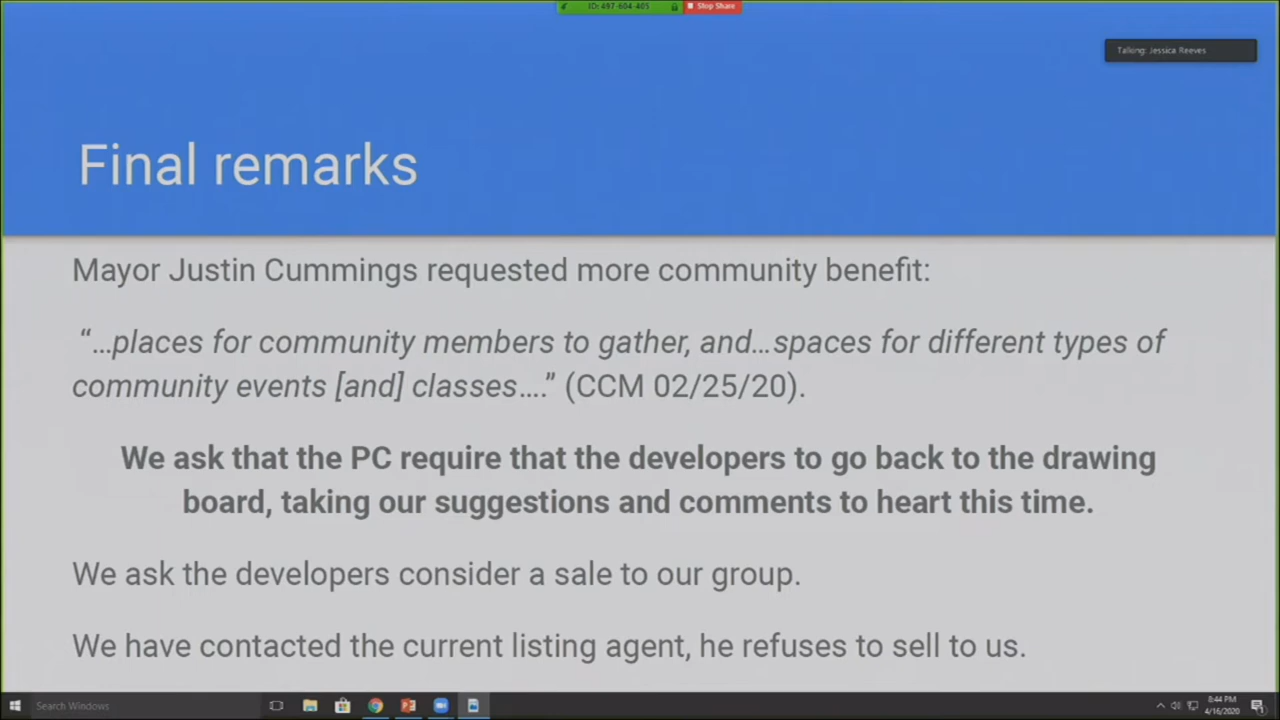 ID: 497-604-405
Stop Share
Talking: Jessica Reeves
Final remarks
Mayor Justin Cummings requested more community benefit:
“…places for community members to gather, and…spaces for different types of
community events [and] classes….” (CCM 02/25/20).
We ask that the PC require that the developers to go back to the drawing
board, taking our suggestions and comments to heart this time.
We ask the developers consider a sale to our group.
We have contacted the current listing agent, he refuses to sell to us.
Search Windows
8:44 PM
4/16/2020